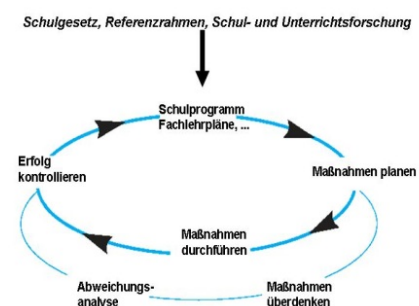 Schulgesetz, Referenzrahmen, Schul- und Unterrichtsforschung
Schulprogramm
Fachlehrpläne, ...
Erfolg
kontrollieren
Maßnahmen planen
Maßnahmen
durchführen
Abweichungs-
analyse
Maßnahmen
überdenken